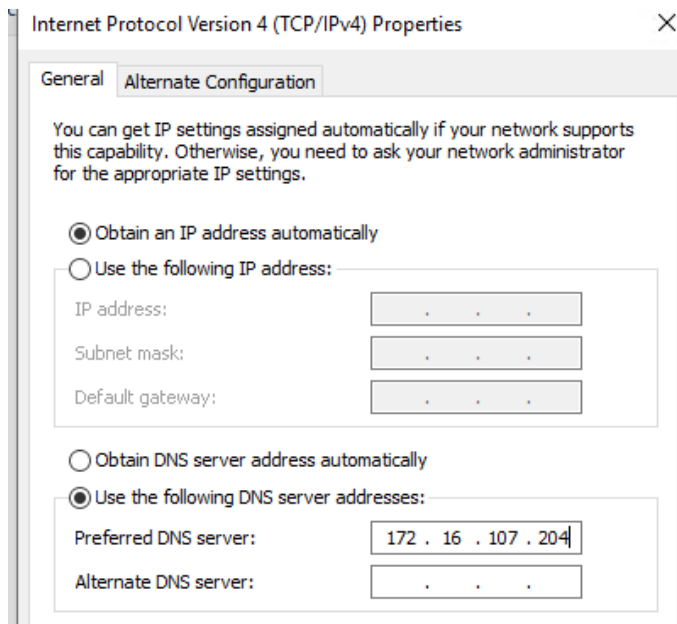 Internet Protocol Version 4 (TCP/IPv4) Properties
General
Alternate Configuration
You can get IP settings assigned automatically if your network supports
this capability. Otherwise, you need to ask your network administrator
for the appropriate IP settings.
Obtain an IP address automatically
Use the following IP address:
IP address: . . .
Subnet mask: . . .
Default gateway: . . .
Obtain DNS server address automatically
Use the following DNS server addresses:
Preferred DNS server: 172 . 16 . 107 . 204
Alternate DNS server: . . .